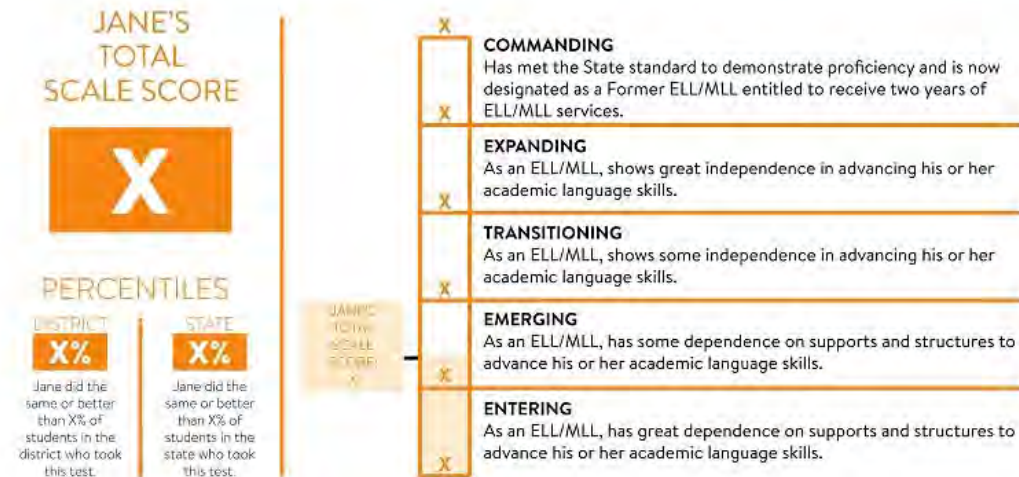 JANE'S
TOTAL
SCALE SCORE
X
PERCENTILES
DISTRICT
X%
Jane did the
same or better
than X% of
students in the
district who took
this test.
STATE
X%
Jane did the
same or better
than X% of
students in the
state who took
this test.
JANE'S
TOTAL
SCALE
SCORE
X
X
COMMANDING
Has met the State standard to demonstrate proficiency and is now
designated as a Former ELL/MLL entitled to receive two years of
ELL/MLL services.
X
EXPANDING
As an ELL/MLL, shows great independence in advancing his or her
academic language skills.
X
TRANSITIONING
As an ELL/MLL, shows some independence in advancing his or her
academic language skills.
X
EMERGING
As an ELL/MLL, has some dependence on supports and structures to
advance his or her academic language skills.
X
ENTERING
As an ELL/MLL, has great dependence on supports and structures to
advance his or her academic language skills.
X